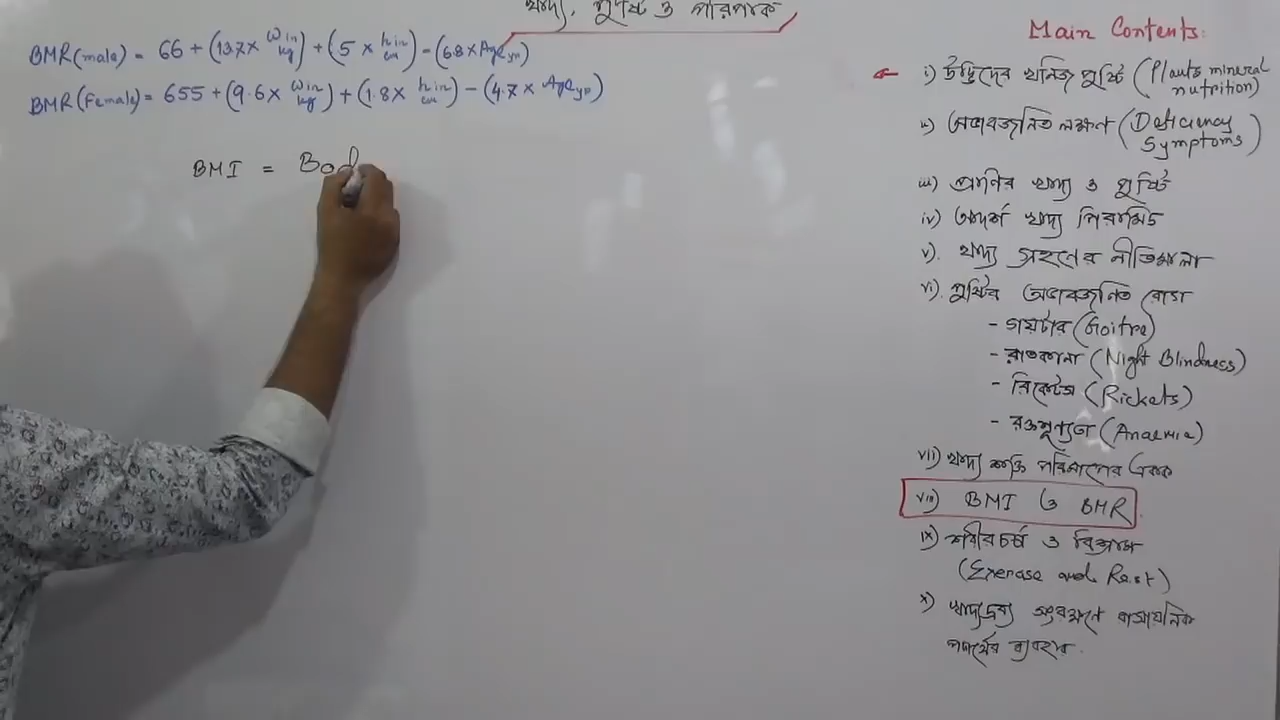 খাদ্য, পুষ্টি ও পরিপাক
BMR(male) = 66 + (13.7 × W in kg) + (5 × h in cm) - (6.8 × Age yr)
BMR(Female) = 655 + (9.6 × W in kg) + (1.8 × h in cm) - (4.7 × Age yr)
BMI = Bod
Main Contents:
i) উদ্ভিদের খনিজ পুষ্টি (Plants mineral
nutrition)
ii) অভাবজনিত লক্ষণ (Deficiency
Symptoms)
iii) প্রাণির খাদ্য ও পুষ্টি
iv) আদর্শ খাদ্য পিরামিড
v). খাদ্য গ্রহণের নীতিমালা
vi). পুষ্টির অভাবজনিত রোগ
- গয়টার (Goitre)
- রাতকানা (Night Blindness)
- রিকেটস (Rickets)
- রক্তশূণ্যতা (Anaemia)
vii) খাদ্য শক্তি পরিমাপের একক
viii) BMI ও BMR
ix) শরীরচর্চা ও বিশ্রাম
(Exercise and Rest)
x) খাদ্যদ্রব্য সংরক্ষণে রাসায়নিক
পদার্থের ব্যবহার.